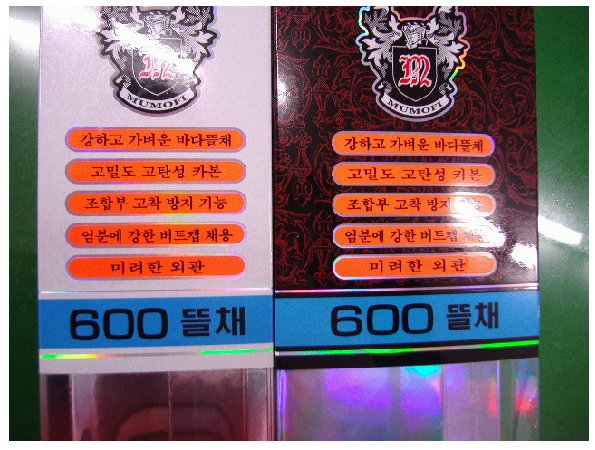 M
MUMOFI
강하고 가벼운 바다뜰채
고밀도 고탄성 카본
조합부 고착 방지 기능
염분에 강한 버트캡 채용
미려한 외관
600 뜰채
M
MUMOFI
강하고 가벼운 바다뜰채
고밀도 고탄성 카본
조합부 고착 방지 기능
염분에 강한 버트캡 채용
미려한 외관
600 뜰채